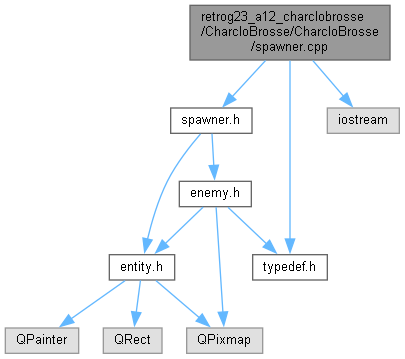 retrog23_a12_charclobrosse
/CharcloBrosse/CharcloBrosse
/spawner.cpp
spawner.h
iostream
enemy.h
entity.h
typedef.h
QPainter
QRect
QPixmap